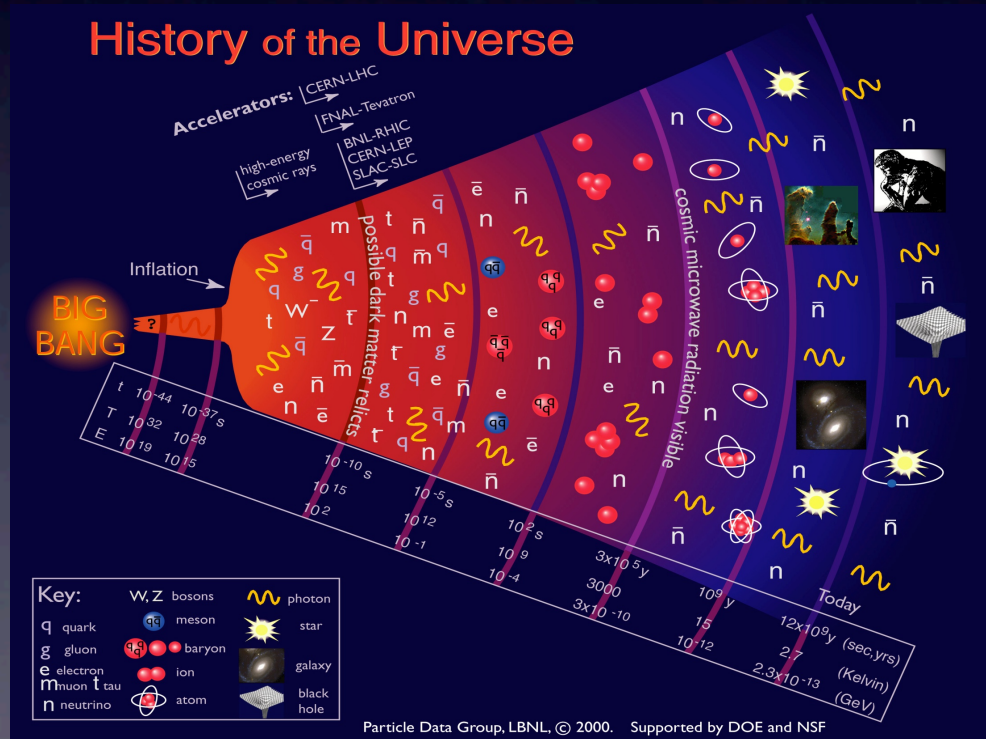 History of the Universe
Accelerators:
CERN-LHC
FNAL-Tevatron
BNL-RHIC
CERN-LEP
SLAC-SLC
high-energy
cosmic rays
Inflation
BIG
BANG
?
possible dark matter relicts
cosmic microwave radiation visible
t 10-44 10-37 s 10-10 s 10-5 s 102 s 3x105 y 109 y 12x109 y (sec,yrs)
T 1032 1028 1015 1012 109 3000 15 2.7 (Kelvin)
E 1019 1015 102 10-1 10-4 3x10-10 10-12 2.3x10-13 (GeV)
Today
Key:
q quark
g gluon
e electron
m muon t tau
n neutrino
W, Z bosons
qq̄ meson
qqq baryon
ion
atom
photon
star
galaxy
black
hole
Particle Data Group, LBNL, © 2000. Supported by DOE and NSF